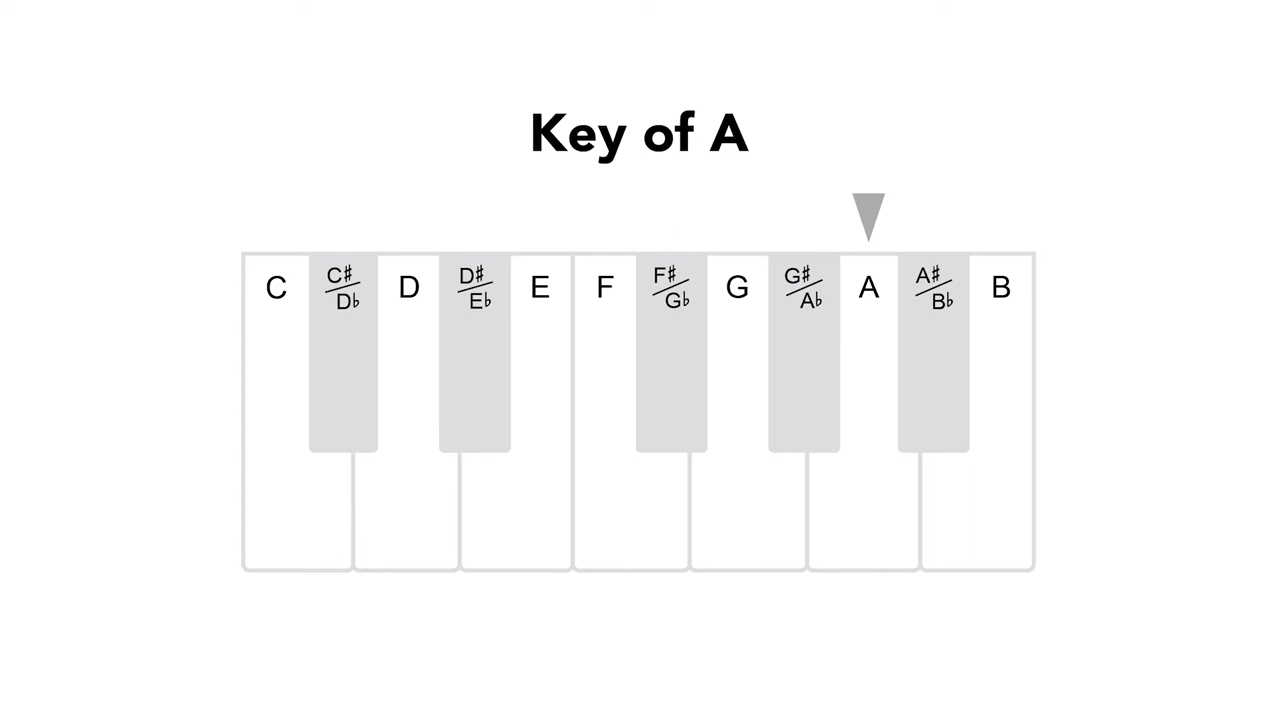 Key of A
C C♯/D♭ D D♯/E♭ E F F♯/G♭ G G♯/A♭ A A♯/B♭ B